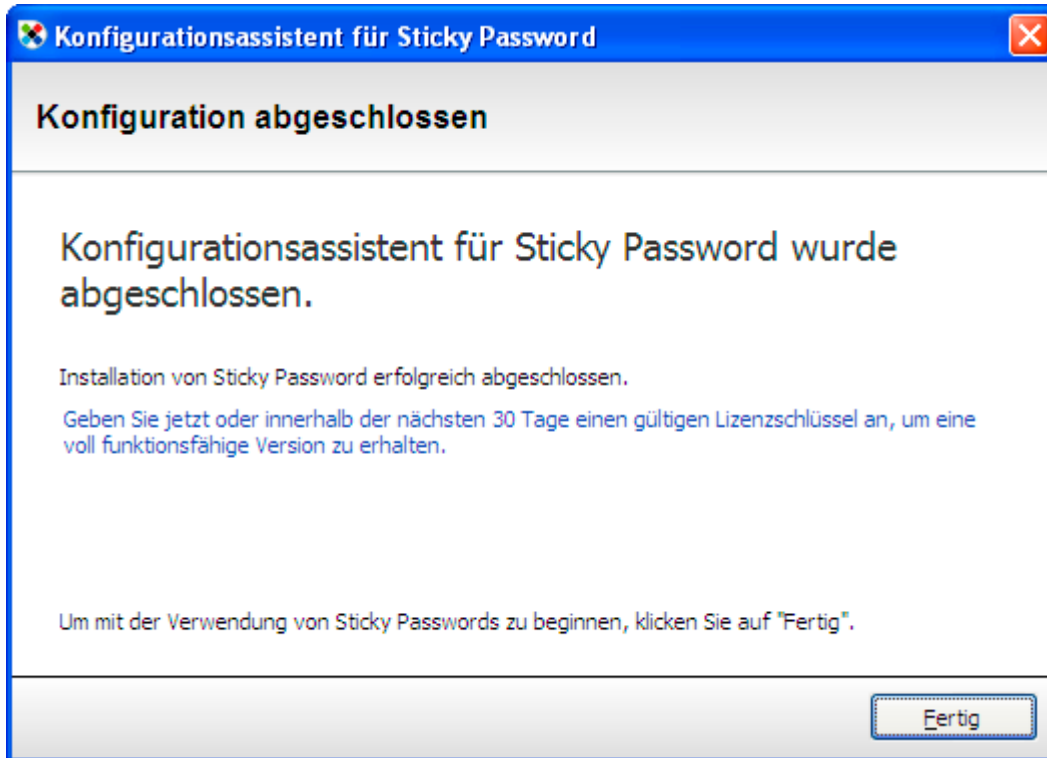 Konfigurationsassistent für Sticky Password
Konfiguration abgeschlossen
Konfigurationsassistent für Sticky Password wurde
abgeschlossen.
Installation von Sticky Password erfolgreich abgeschlossen.
Geben Sie jetzt oder innerhalb der nächsten 30 Tage einen gültigen Lizenzschlüssel an, um eine
voll funktionsfähige Version zu erhalten.
Um mit der Verwendung von Sticky Passwords zu beginnen, klicken Sie auf "Fertig".
Fertig